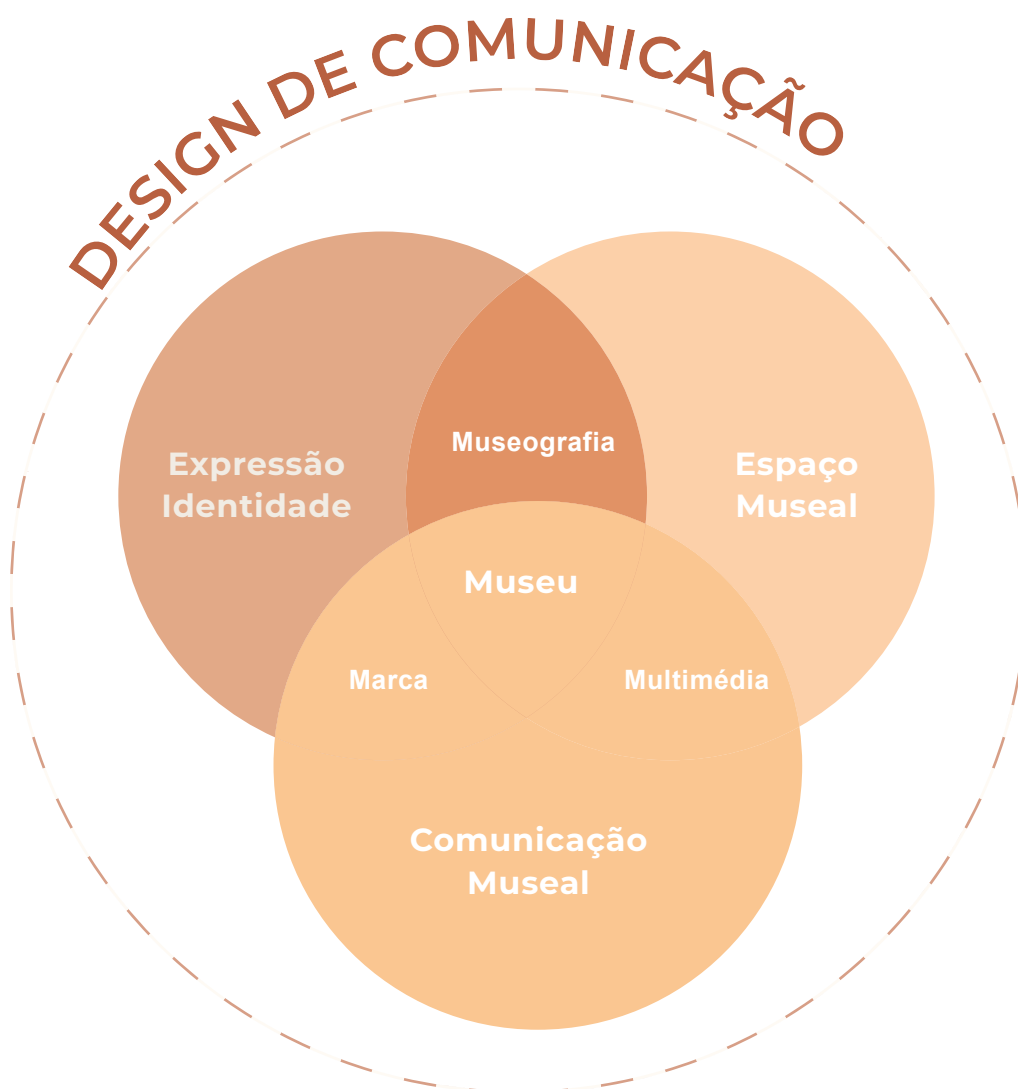 DESIGN DE COMUNICAÇÃO
Museografia
Expressão
Identidade
Espaço
Museal
Museu
Marca
Multimédia
Comunicação
Museal